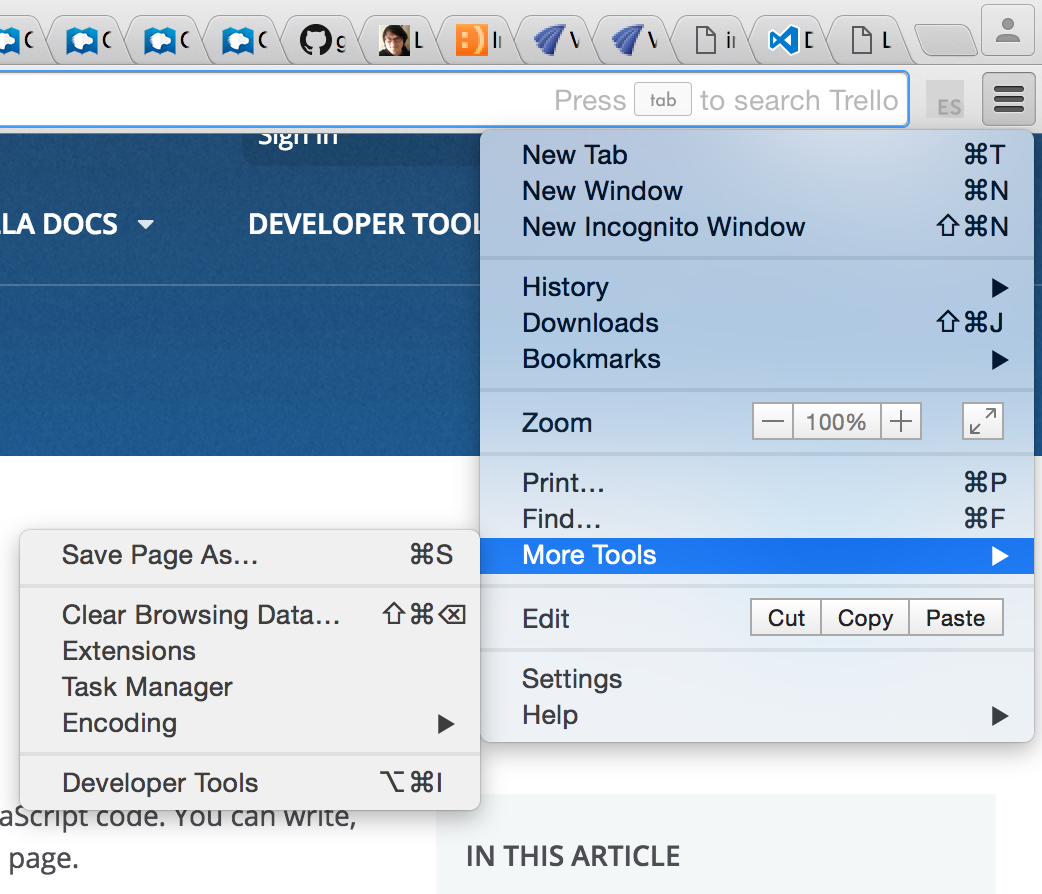 Press tab to search Trello
ES
Sign in
LA DOCS
DEVELOPER TOOL
New Tab ⌘T
New Window ⌘N
New Incognito Window ⇧⌘N
History ▶
Downloads ⇧⌘J
Bookmarks ▶
Zoom — 100% +
Print... ⌘P
Find... ⌘F
More Tools ▶
Edit Cut Copy Paste
Settings
Help ▶
Save Page As... ⌘S
Clear Browsing Data... ⇧⌘⌫
Extensions
Task Manager
Encoding ▶
Developer Tools ⌥⌘I
aScript code. You can write,
page.
IN THIS ARTICLE